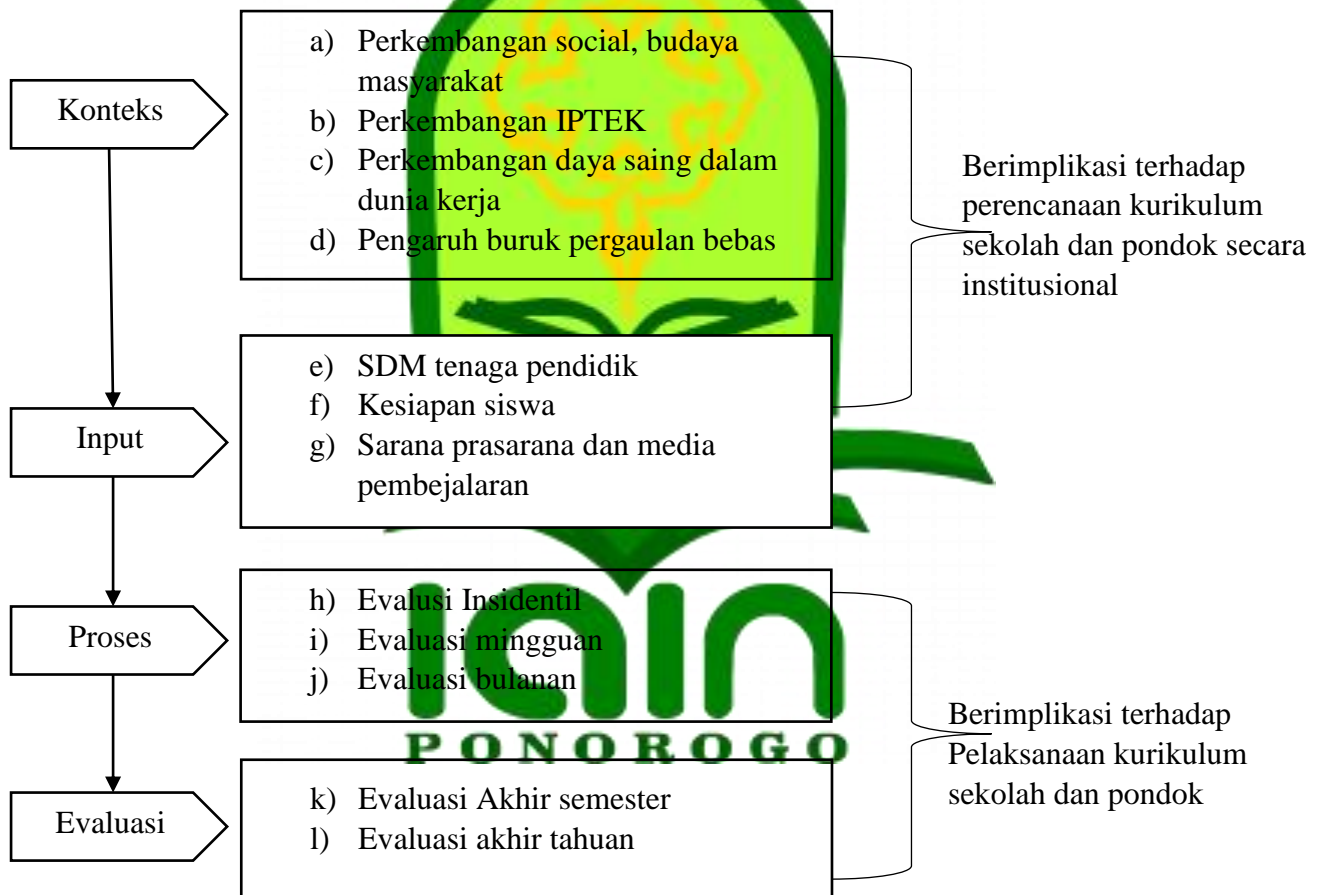 Konteks
a) Perkembangan social, budaya
masyarakat
b) Perkembangan IPTEK
c) Perkembangan daya saing dalam
dunia kerja
d) Pengaruh buruk pergaulan bebas
Berimplikasi terhadap
perencanaan kurikulum
sekolah dan pondok secara
institusional
Input
e) SDM tenaga pendidik
f) Kesiapan siswa
g) Sarana prasarana dan media
pembejalaran
Proses
h) Evalusi Insidentil
i) Evaluasi mingguan
j) Evaluasi bulanan
iain
PONOROGO
Berimplikasi terhadap
Pelaksanaan kurikulum
sekolah dan pondok
Evaluasi
k) Evaluasi Akhir semester
l) Evaluasi akhir tahuan